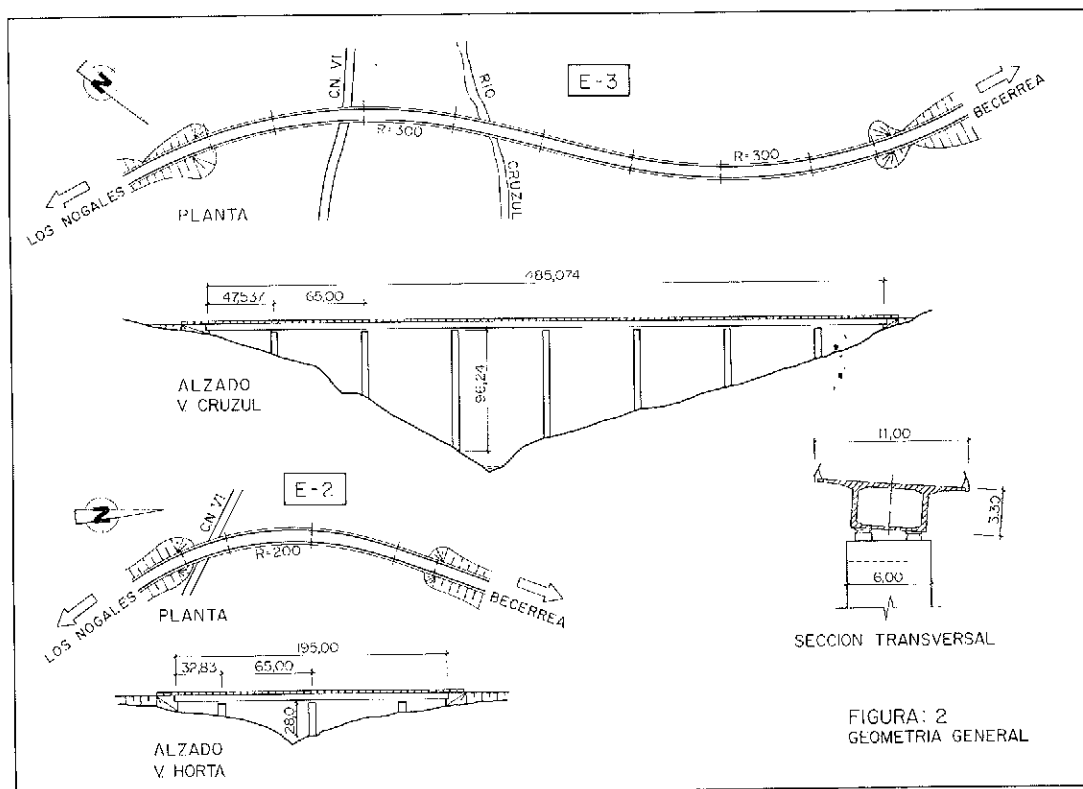 N
CN VI
RIO
E-3
BECERREA
R=300
R=300
LOS NOGALES
CRUZUL
PLANTA
485,074
47,537
65,00
96,24
ALZADO
V. CRUZUL
11,00
3,30
6,00
SECCION TRANSVERSAL
E-2
N
CN VI
R=200
BECERREA
LOS NOGALES
PLANTA
195,00
32,83
65,00
28,0
ALZADO
V. HORTA
FIGURA: 2
GEOMETRIA GENERAL